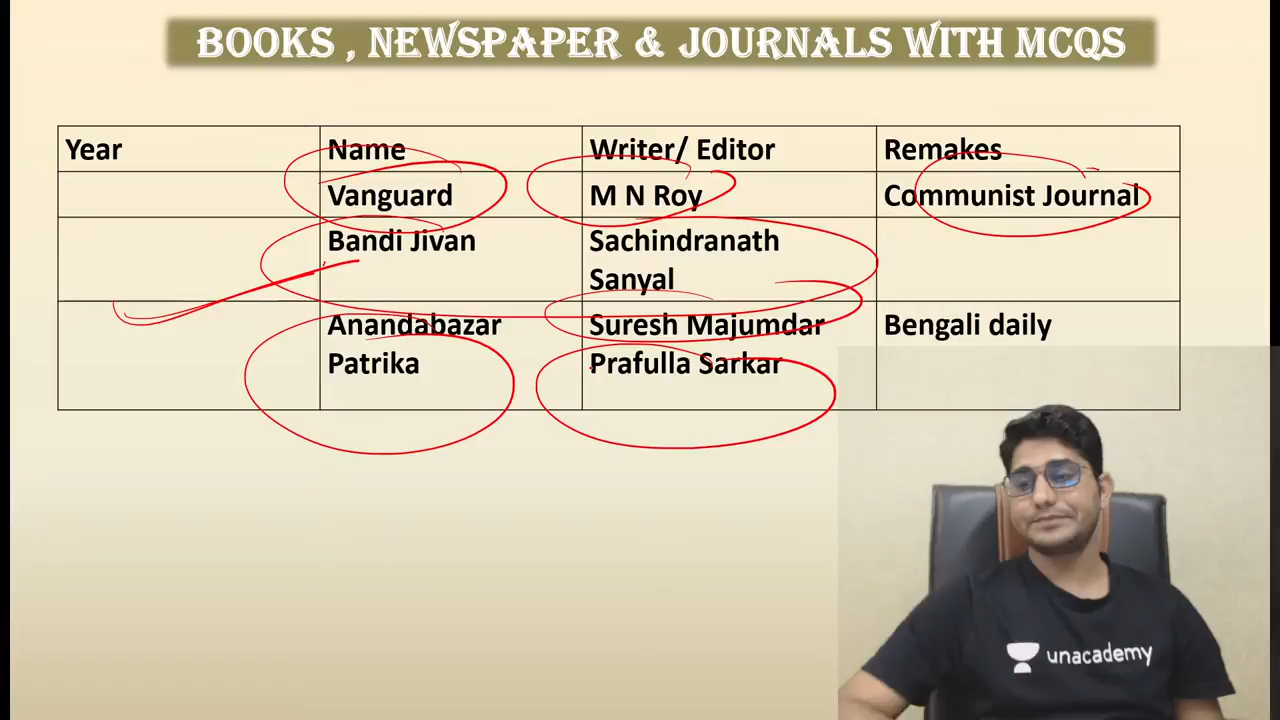 BOOKS , NEWSPAPER & JOURNALS WITH MCQS
Year Name Writer/ Editor Remakes
Vanguard M N Roy Communist Journal
Bandi Jivan Sachindranath
Sanyal
Anandabazar Suresh Majumdar Bengali daily
Patrika Prafulla Sarkar
unacademy